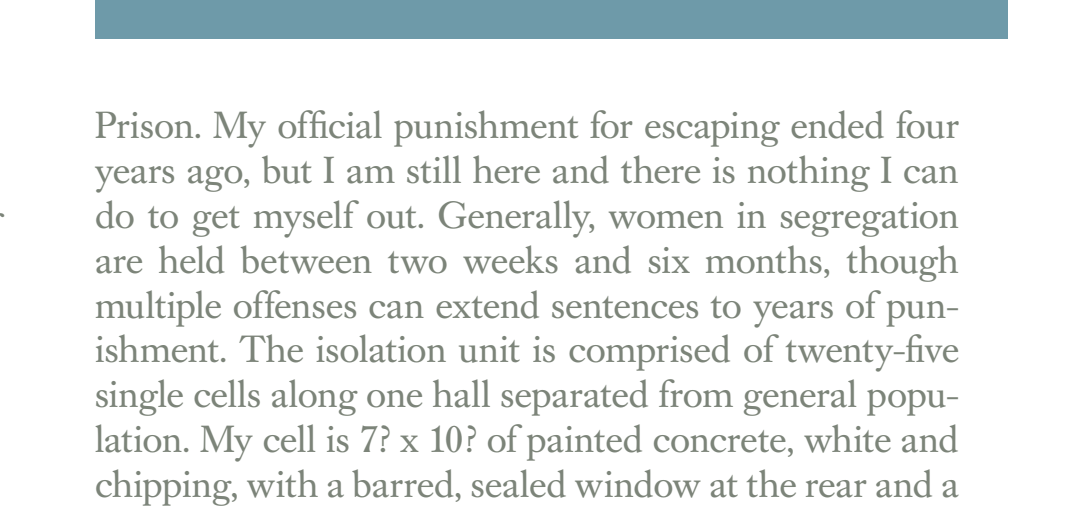 Prison. My official punishment for escaping ended four
years ago, but I am still here and there is nothing I can
do to get myself out. Generally, women in segregation
are held between two weeks and six months, though
multiple offenses can extend sentences to years of pun-
ishment. The isolation unit is comprised of twenty-five
single cells along one hall separated from general popu-
lation. My cell is 7? x 10? of painted concrete, white and
chipping, with a barred, sealed window at the rear and a